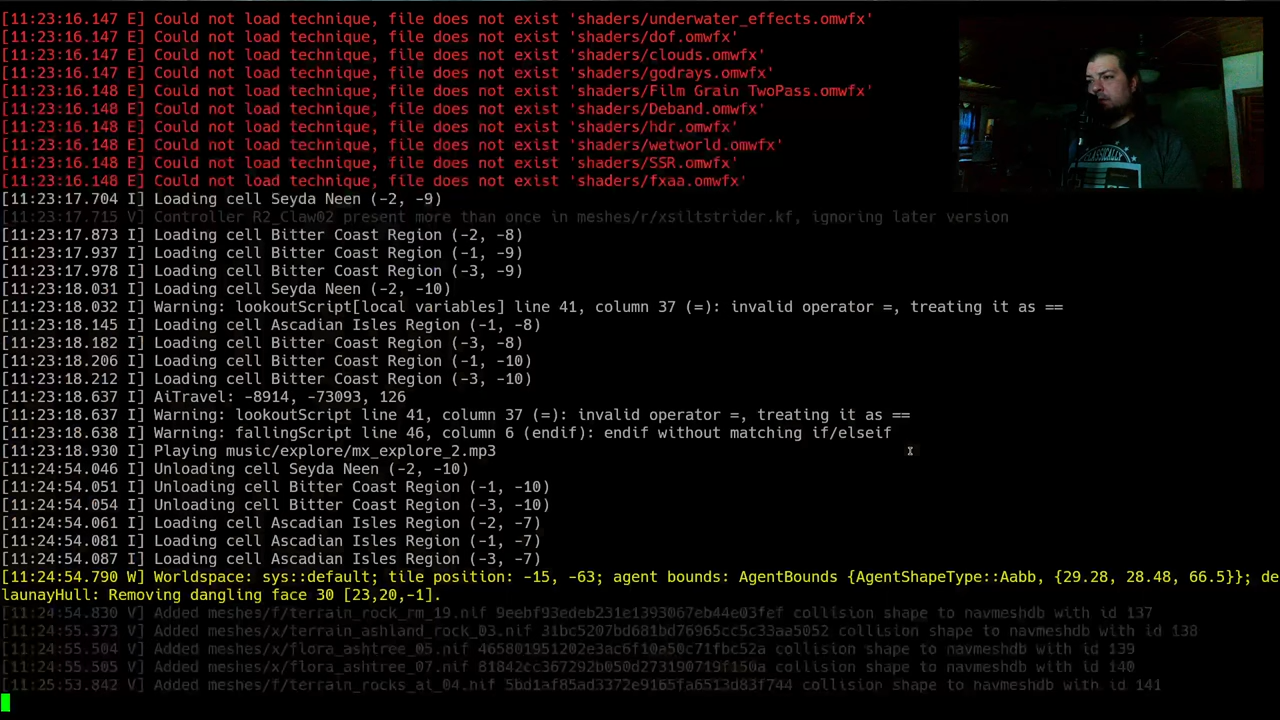 [11:23:16.147 E] Could not load technique, file does not exist 'shaders/underwater_effects.omwfx'
[11:23:16.147 E] Could not load technique, file does not exist 'shaders/dof.omwfx'
[11:23:16.147 E] Could not load technique, file does not exist 'shaders/clouds.omwfx'
[11:23:16.147 E] Could not load technique, file does not exist 'shaders/godrays.omwfx'
[11:23:16.148 E] Could not load technique, file does not exist 'shaders/Film Grain TwoPass.omwfx'
[11:23:16.148 E] Could not load technique, file does not exist 'shaders/Deband.omwfx'
[11:23:16.148 E] Could not load technique, file does not exist 'shaders/hdr.omwfx'
[11:23:16.148 E] Could not load technique, file does not exist 'shaders/wetworld.omwfx'
[11:23:16.148 E] Could not load technique, file does not exist 'shaders/SSR.omwfx'
[11:23:16.148 E] Could not load technique, file does not exist 'shaders/fxaa.omwfx'
[11:23:17.704 I] Loading cell Seyda Neen (-2, -9)
[11:23:17.715 V] Controller R2_Claw02 present more than once in meshes/r/xsiltstrider.kf, ignoring later version
[11:23:17.873 I] Loading cell Bitter Coast Region (-2, -8)
[11:23:17.937 I] Loading cell Bitter Coast Region (-1, -9)
[11:23:17.978 I] Loading cell Bitter Coast Region (-3, -9)
[11:23:18.031 I] Loading cell Seyda Neen (-2, -10)
[11:23:18.032 I] Warning: lookoutScript[local variables] line 41, column 37 (=): invalid operator =, treating it as ==
[11:23:18.145 I] Loading cell Ascadian Isles Region (-1, -8)
[11:23:18.182 I] Loading cell Bitter Coast Region (-3, -8)
[11:23:18.206 I] Loading cell Bitter Coast Region (-1, -10)
[11:23:18.212 I] Loading cell Bitter Coast Region (-3, -10)
[11:23:18.637 I] AiTravel: -8914, -73093, 126
[11:23:18.637 I] Warning: lookoutScript line 41, column 37 (=): invalid operator =, treating it as ==
[11:23:18.638 I] Warning: fallingScript line 46, column 6 (endif): endif without matching if/elseif
[11:23:18.930 I] Playing music/explore/mx_explore_2.mp3
[11:24:54.046 I] Unloading cell Seyda Neen (-2, -10)
[11:24:54.051 I] Unloading cell Bitter Coast Region (-1, -10)
[11:24:54.054 I] Unloading cell Bitter Coast Region (-3, -10)
[11:24:54.061 I] Loading cell Ascadian Isles Region (-2, -7)
[11:24:54.081 I] Loading cell Ascadian Isles Region (-1, -7)
[11:24:54.087 I] Loading cell Ascadian Isles Region (-3, -7)
[11:24:54.790 W] Worldspace: sys::default; tile position: -15, -63; agent bounds: AgentBounds {AgentShapeType::Aabb, {29.28, 28.48, 66.5}}; de
launayHull: Removing dangling face 30 [23,20,-1].
[11:24:54.830 V] Added meshes/f/terrain_rock_rm_19.nif 9eebf93edeb231e1393067eb44e03fef collision shape to navmeshdb with id 137
[11:24:55.373 V] Added meshes/x/terrain_ashland_rock_03.nif 31bc5207bd681bd76965cc5c33aa5052 collision shape to navmeshdb with id 138
[11:24:55.504 V] Added meshes/f/flora_ashtree_05.nif 465801951202e3ac6f10a50c71fbc52a collision shape to navmeshdb with id 139
[11:24:55.505 V] Added meshes/f/flora_ashtree_07.nif 81842cc367292b050d273190719f150a collision shape to navmeshdb with id 140
[11:25:53.842 V] Added meshes/f/terrain_rocks_ai_04.nif 5bd1af85ad3372e9165fa6513d83f744 collision shape to navmeshdb with id 141
CLASSICALLY